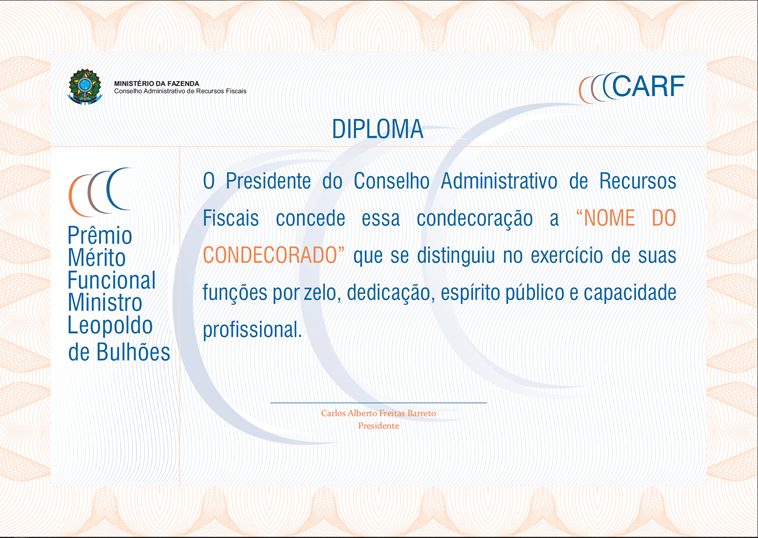 MINISTÉRIO DA FAZENDA
Conselho Administrativo de Recursos Fiscais
CARF
DIPLOMA
Prêmio
Mérito
Funcional
Ministro
Leopoldo
de Bulhões
O Presidente do Conselho Administrativo de Recursos
Fiscais concede essa condecoração a “NOME DO
CONDECORADO” que se distinguiu no exercício de suas
funções por zelo, dedicação, espírito público e capacidade
profissional.
Carlos Alberto Freitas Barreto
Presidente